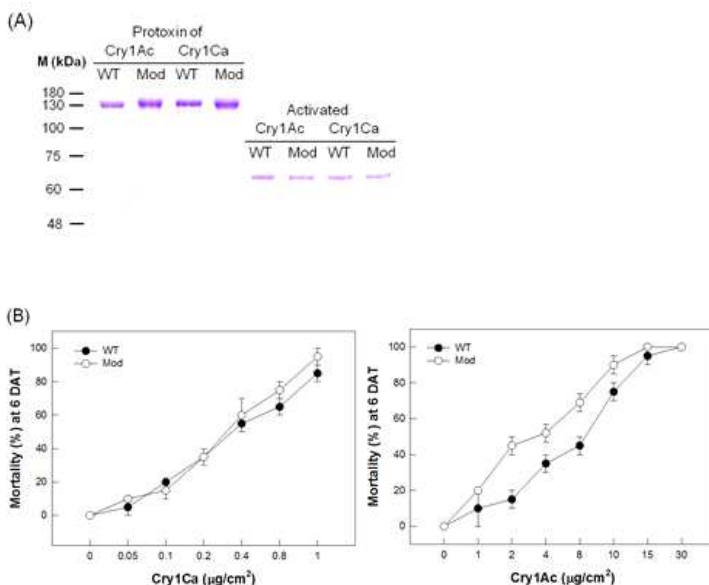 (A)
Protoxin of
Cry1Ac Cry1Ca
M (kDa)
WT Mod WT Mod
180
130
100
75
60
48
Activated
Cry1Ac Cry1Ca
WT Mod WT Mod
(B)
WT
Mod
Mortality (%) at 6 DAT
100
80
60
40
20
0
0 0.05 0.1 0.2 0.4 0.8 1
Cry1Ca (μg/cm²)
WT
Mod
Mortality (%) at 6 DAT
100
80
60
40
20
0
0 1 2 4 8 10 15 30
Cry1Ac (μg/cm²)